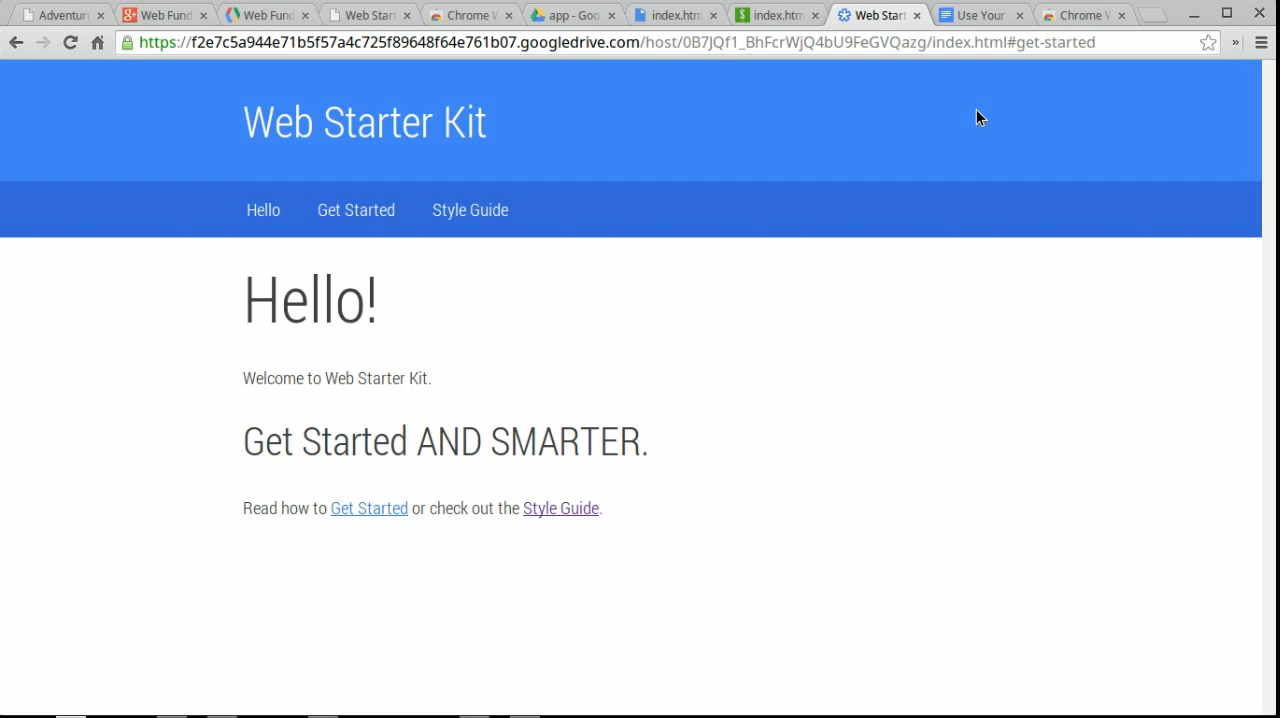 Adventure
Web Fund
Web Fund
Web Start
Chrome W
app - Goo
index.htm
index.htm
Web Start
Use Your
Chrome W
https://f2e7c5a944e71b5f57a4c725f89648f64e761b07.googledrive.com/host/0B7JQf1_BhFcrWjQ4bU9FeGVQazg/index.html#get-started
Web Starter Kit
Hello Get Started Style Guide
Hello!
Welcome to Web Starter Kit.
Get Started AND SMARTER.
Read how to Get Started or check out the Style Guide.